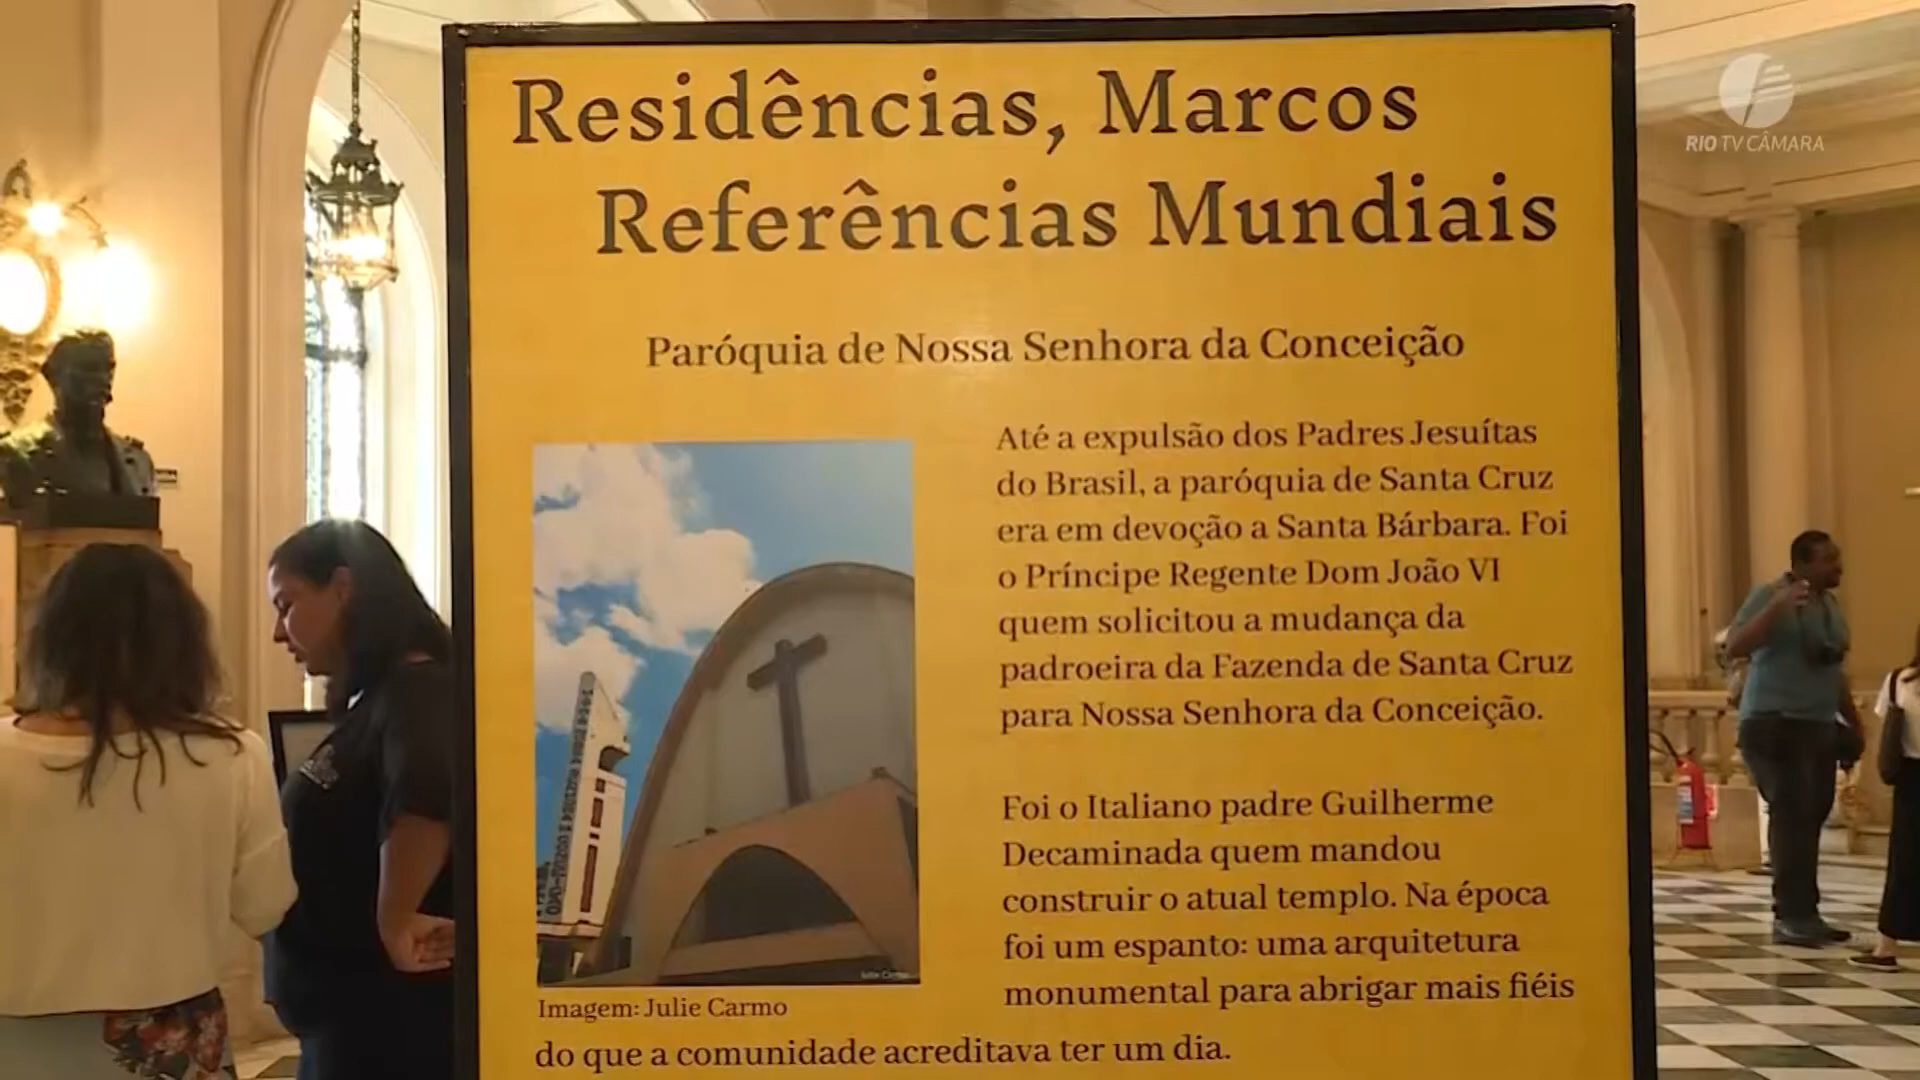 Residências, Marcos
Referências Mundiais
RIO TV CÂMARA
Paróquia de Nossa Senhora da Conceição
Até a expulsão dos Padres Jesuítas
do Brasil, a paróquia de Santa Cruz
era em devoção a Santa Bárbara. Foi
o Príncipe Regente Dom João VI
quem solicitou a mudança da
padroeira da Fazenda de Santa Cruz
para Nossa Senhora da Conceição.
Foi o Italiano padre Guilherme
Decaminada quem mandou
construir o atual templo. Na época
foi um espanto: uma arquitetura
monumental para abrigar mais fiéis
do que a comunidade acreditava ter um dia.
Imagem: Julie Carmo